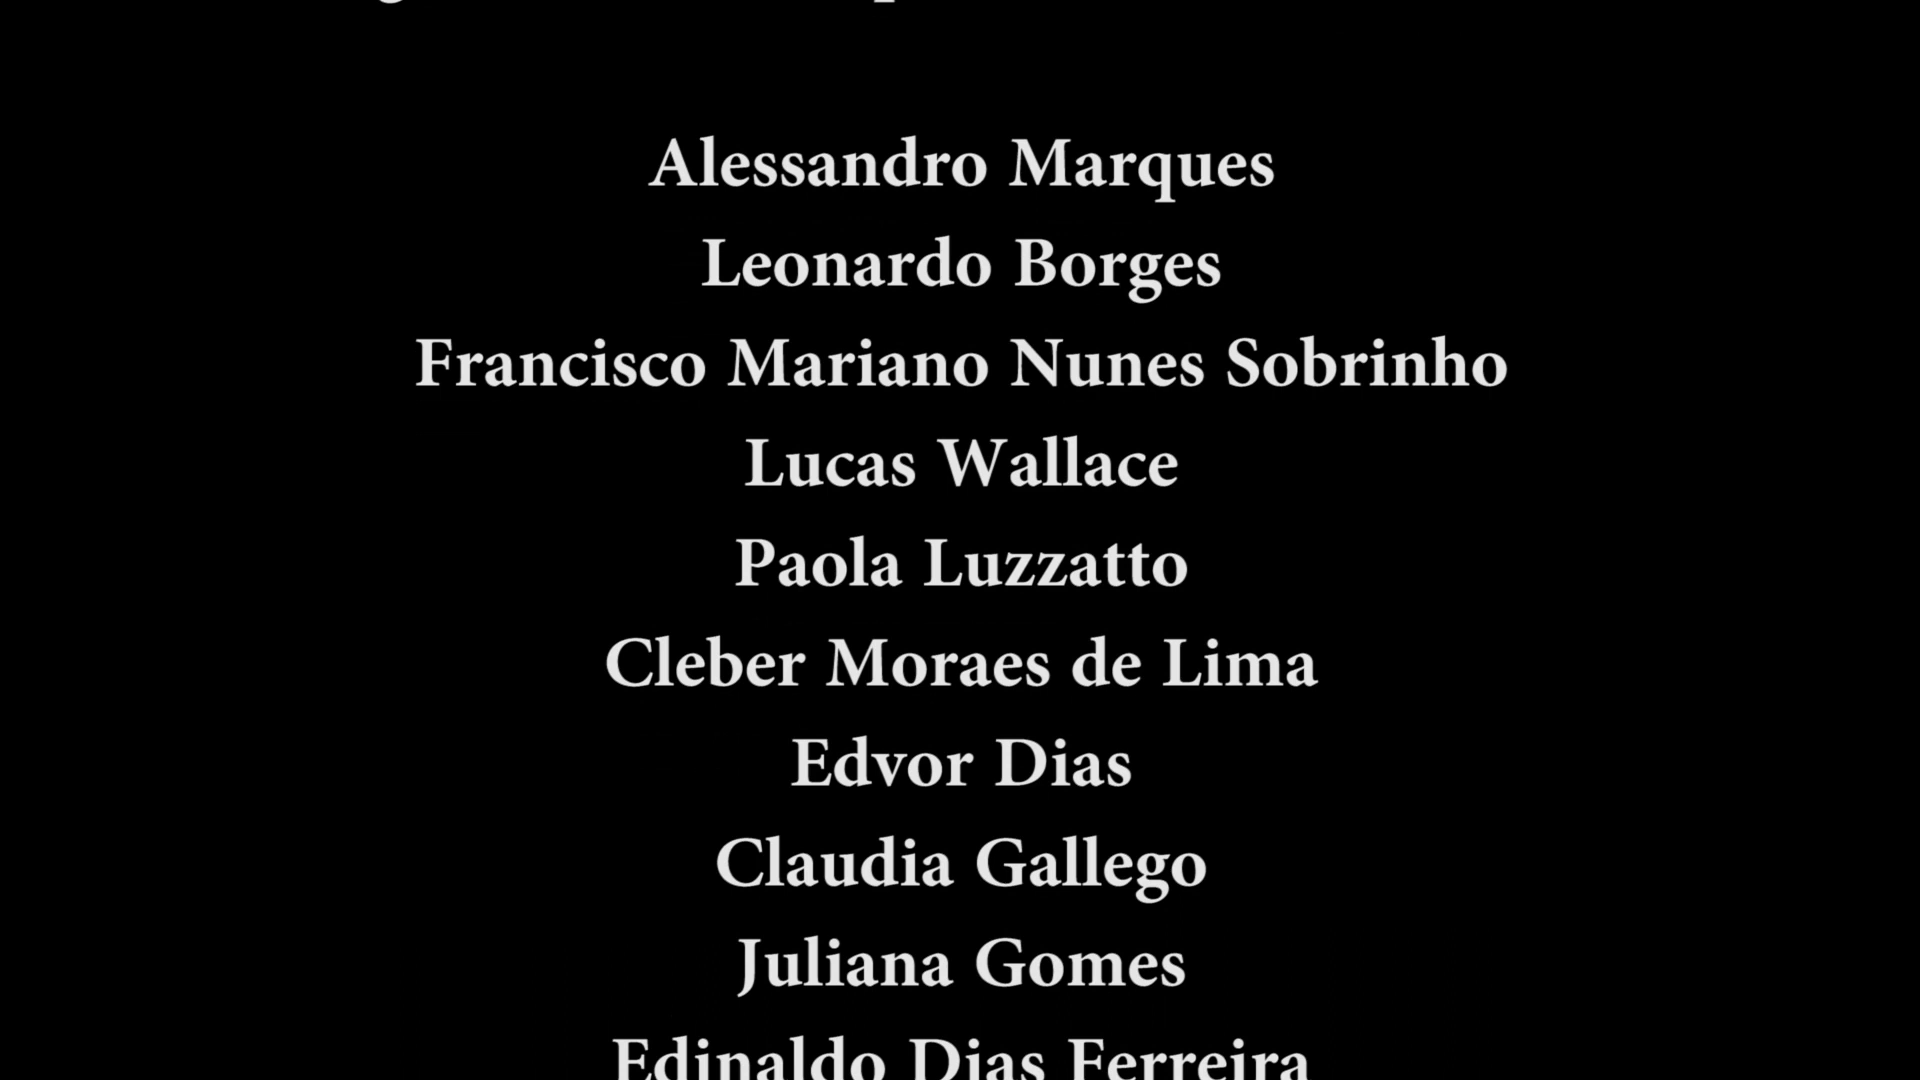 Alessandro Marques
Leonardo Borges
Francisco Mariano Nunes Sobrinho
Lucas Wallace
Paola Luzzatto
Cleber Moraes de Lima
Edvor Dias
Claudia Gallego
Juliana Gomes
Edinaldo Dias Ferreira